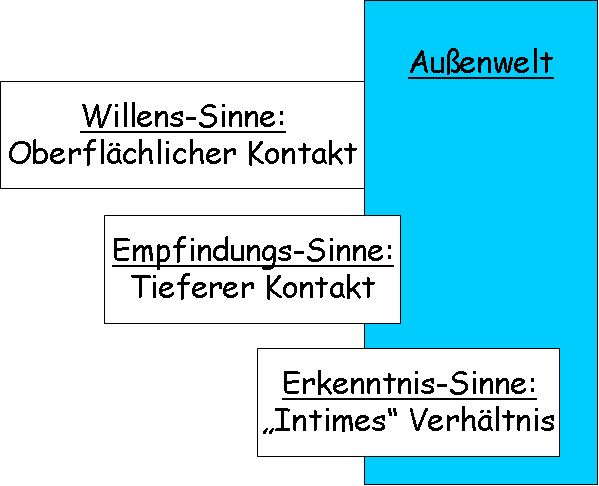 Außenwelt
Willens-Sinne:
Oberflächlicher Kontakt
Empfindungs-Sinne:
Tieferer Kontakt
Erkenntnis-Sinne:
„Intimes“ Verhältnis